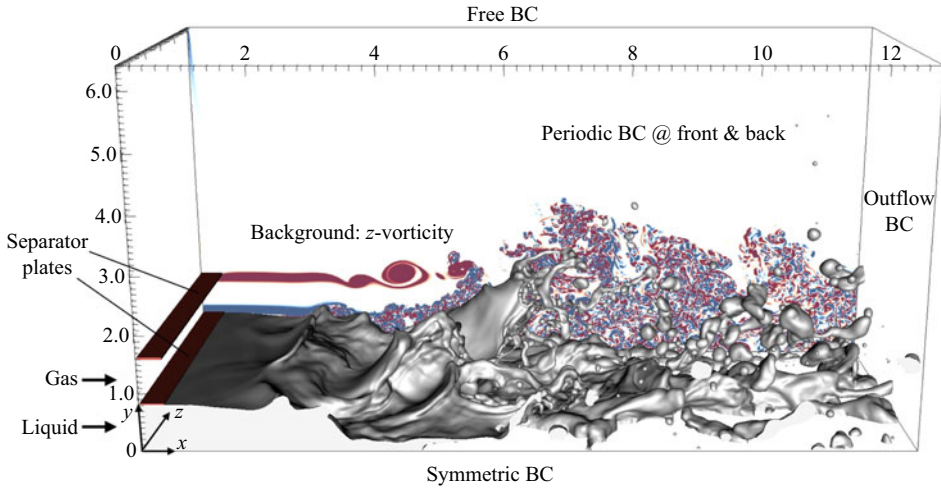 Free BC
0 2 4 6 8 10 12
6.0
5.0
Periodic BC @ front & back
4.0
Outflow
BC
Separator
plates
Background: z-vorticity
3.0
2.0
Gas
1.0
y
z
Liquid
0
x
Symmetric BC